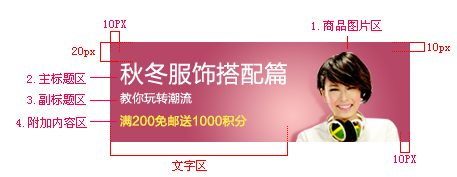 10PX
1.商品图片区
20px
10px
2.主标题区
秋冬服饰搭配篇
3.副标题区
教你玩转潮流
4.附加内容区
满200免邮送1000积分
文字区
10PX